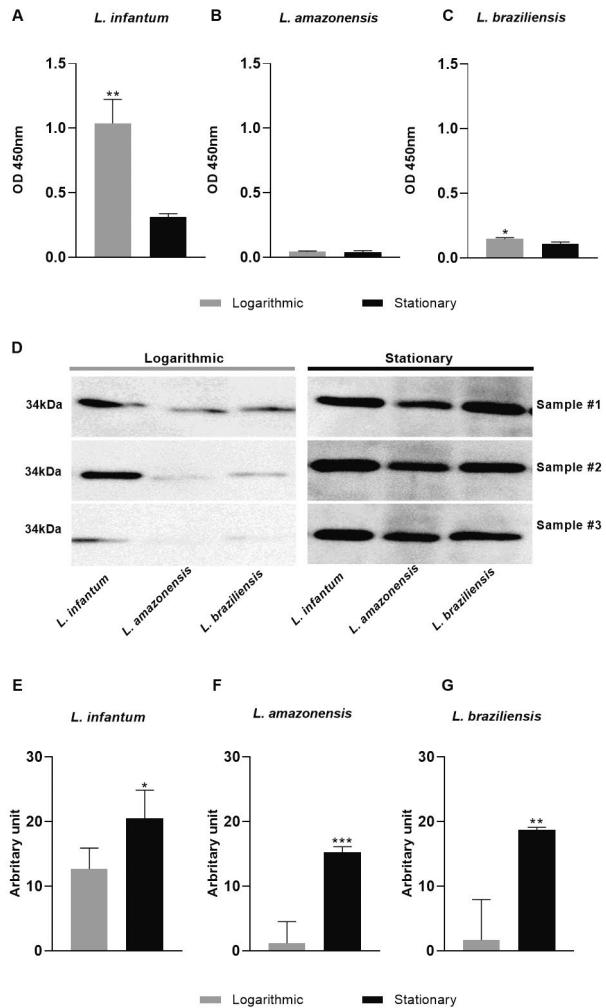 A L. infantum B L. amazonensis C L. braziliensis
1.5 1.5 1.5
**
OD 450nm OD 450nm OD 450nm
1.0 1.0 1.0
0.5 0.5 0.5
*
0.0 0.0 0.0
Logarithmic Stationary
D
Logarithmic Stationary
34kDa Sample #1
34kDa Sample #2
34kDa Sample #3
L. infantum L. amazonensis L. braziliensis L. infantum L. amazonensis L. braziliensis
E F G
L. infantum L. amazonensis L. braziliensis
30 30 30
*
Arbritary unit Arbritary unit Arbritary unit
20 20 20
*** **
10 10 10
0 0 0
Logarithmic Stationary